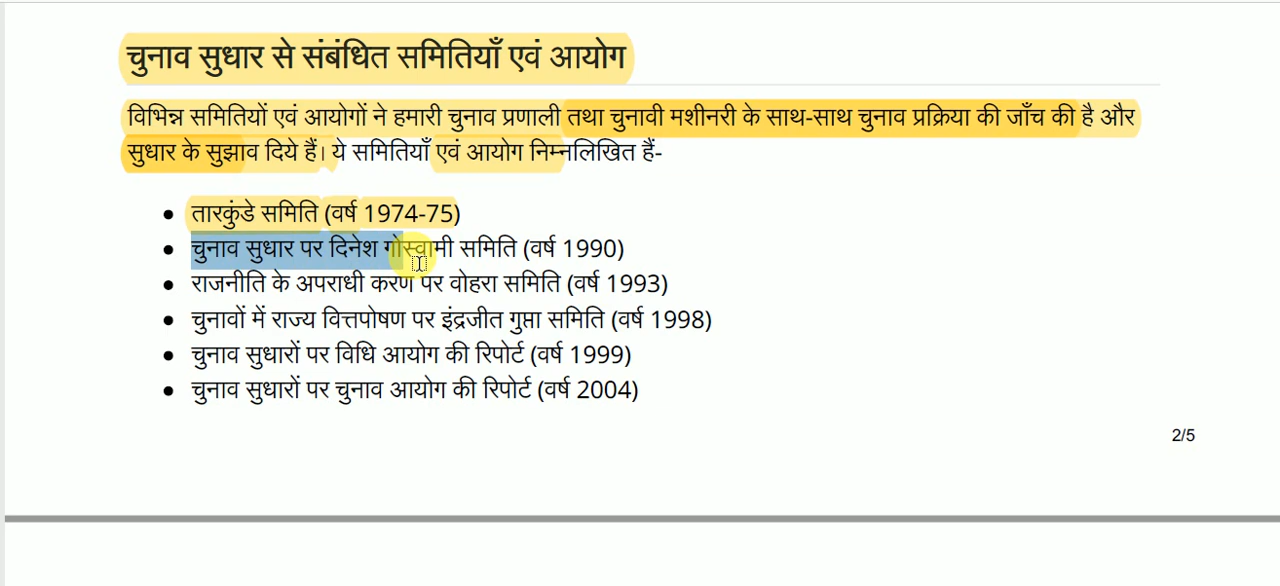 चुनाव सुधार से संबंधित समितियाँ एवं आयोग
विभिन्न समितियों एवं आयोगों ने हमारी चुनाव प्रणाली तथा चुनावी मशीनरी के साथ-साथ चुनाव प्रक्रिया की जाँच की है और
सुधार के सुझाव दिये हैं। ये समितियाँ एवं आयोग निम्नलिखित हैं-
• तारकुंडे समिति (वर्ष 1974-75)
• चुनाव सुधार पर दिनेश गोस्वामी समिति (वर्ष 1990)
• राजनीति के अपराधी करण पर वोहरा समिति (वर्ष 1993)
• चुनावों में राज्य वित्तपोषण पर इंद्रजीत गुप्ता समिति (वर्ष 1998)
• चुनाव सुधारों पर विधि आयोग की रिपोर्ट (वर्ष 1999)
• चुनाव सुधारों पर चुनाव आयोग की रिपोर्ट (वर्ष 2004)
2/5